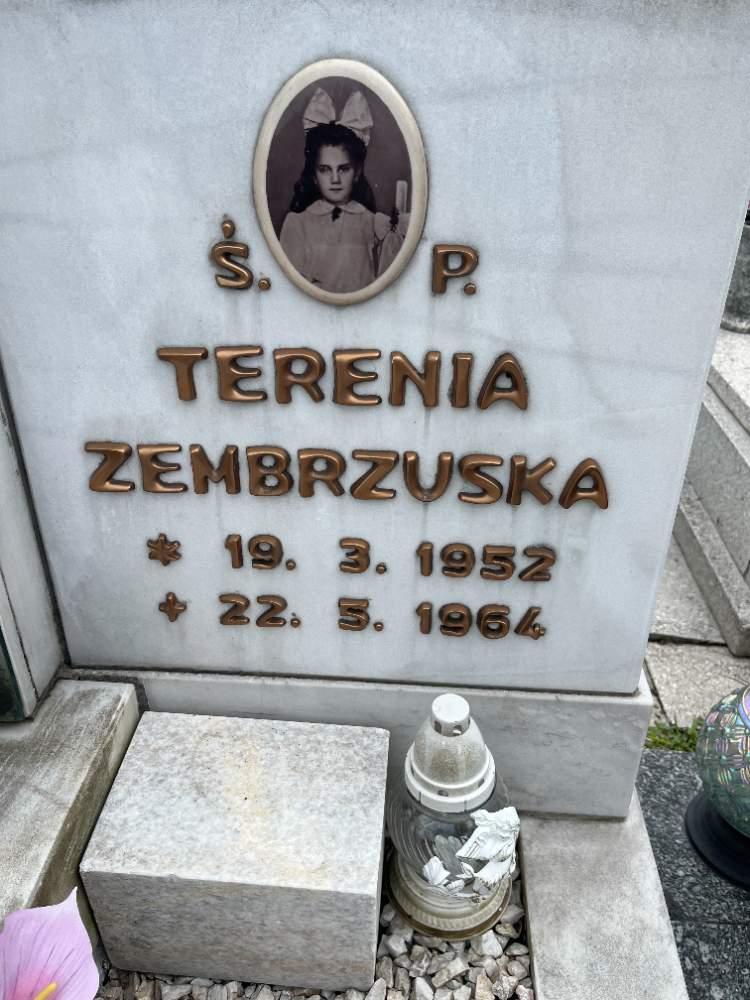 Ś. P.
TERENIA
ZEMBRZUSKA
* 19. 3. 1952
+ 22. 5. 1964